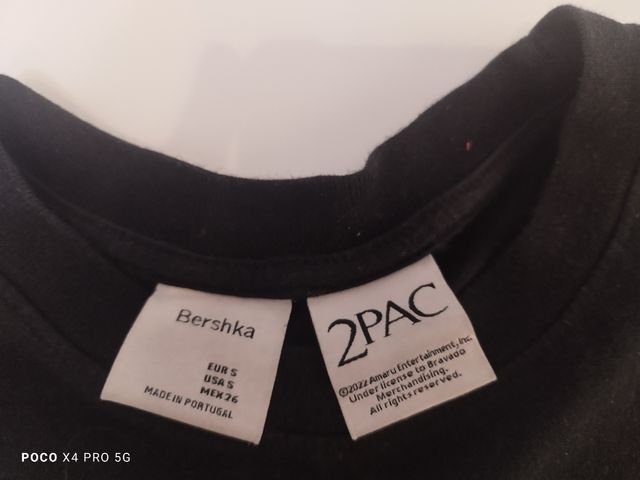 Bershka
EUR S
USA S
MEX 26
MADE IN PORTUGAL
2PAC
©2022 Amaru Entertainment, Inc.
Under license to Bravado
Merchandising.
All rights reserved.
POCO X4 PRO 5G